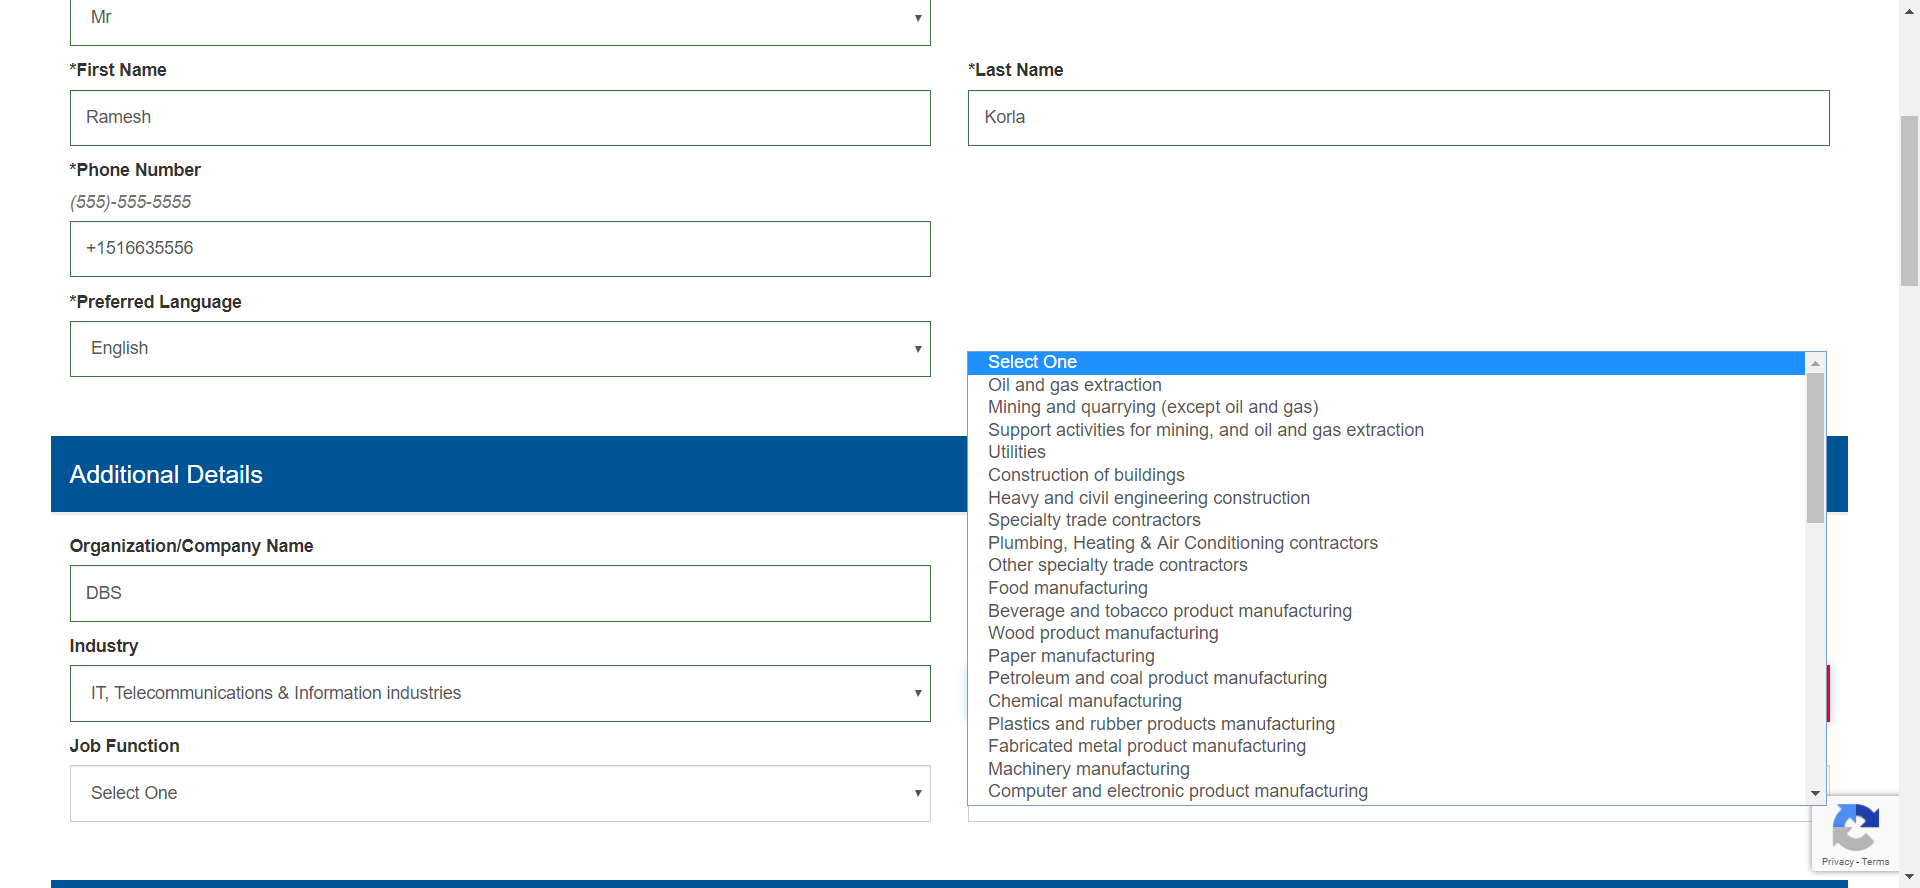 Mr
*First Name
*Last Name
Ramesh
Korla
*Phone Number
(555)-555-5555
+1516635556
*Preferred Language
English
Select One
Oil and gas extraction
Mining and quarrying (except oil and gas)
Support activities for mining, and oil and gas extraction
Utilities
Construction of buildings
Heavy and civil engineering construction
Specialty trade contractors
Plumbing, Heating & Air Conditioning contractors
Other specialty trade contractors
Food manufacturing
Beverage and tobacco product manufacturing
Wood product manufacturing
Paper manufacturing
Petroleum and coal product manufacturing
Chemical manufacturing
Plastics and rubber products manufacturing
Fabricated metal product manufacturing
Machinery manufacturing
Computer and electronic product manufacturing
Additional Details
Organization/Company Name
DBS
Industry
IT, Telecommunications & Information industries
Job Function
Select One
Privacy - Terms